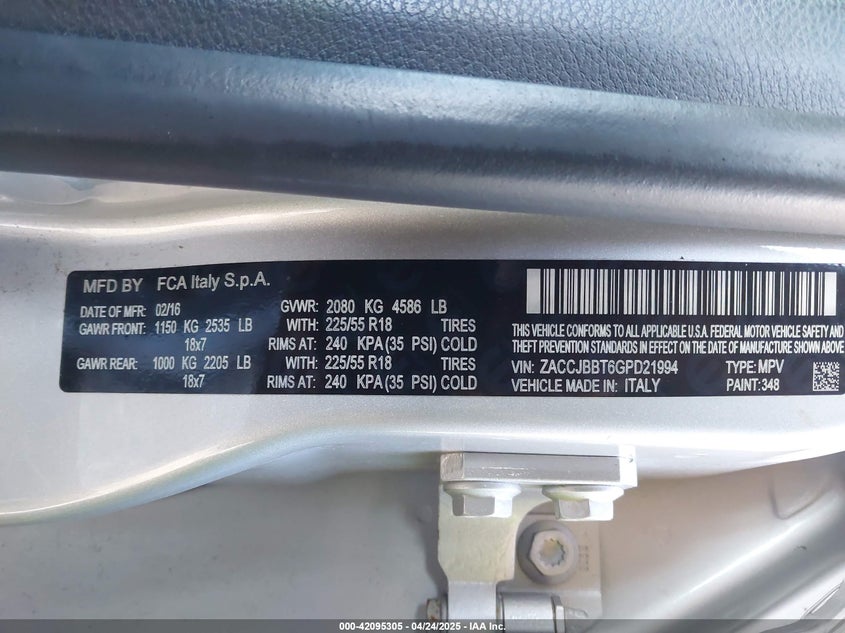 MFD BY FCA Italy S.p.A.
DATE OF MFR: 02/16 GVWR: 2080 KG 4586 LB
GAWR FRONT: 1150 KG 2535 LB WITH: 225/55 R18 TIRES
18x7 RIMS AT: 240 KPA (35 PSI) COLD
GAWR REAR: 1000 KG 2205 LB WITH: 225/55 R18 TIRES
18x7 RIMS AT: 240 KPA (35 PSI) COLD
THIS VEHICLE CONFORMS TO ALL APPLICABLE U.S.A. FEDERAL MOTOR VEHICLE SAFETY AND
THEFT PREVENTION STANDARDS IN EFFECT ON THE DATE OF MANUFACTURE SHOWN ABOVE
VIN: ZACCJBBT6GPD21994 TYPE: MPV
VEHICLE MADE IN: ITALY PAINT: 348
000-42095305 - 04/24/2025 - IAA Inc.